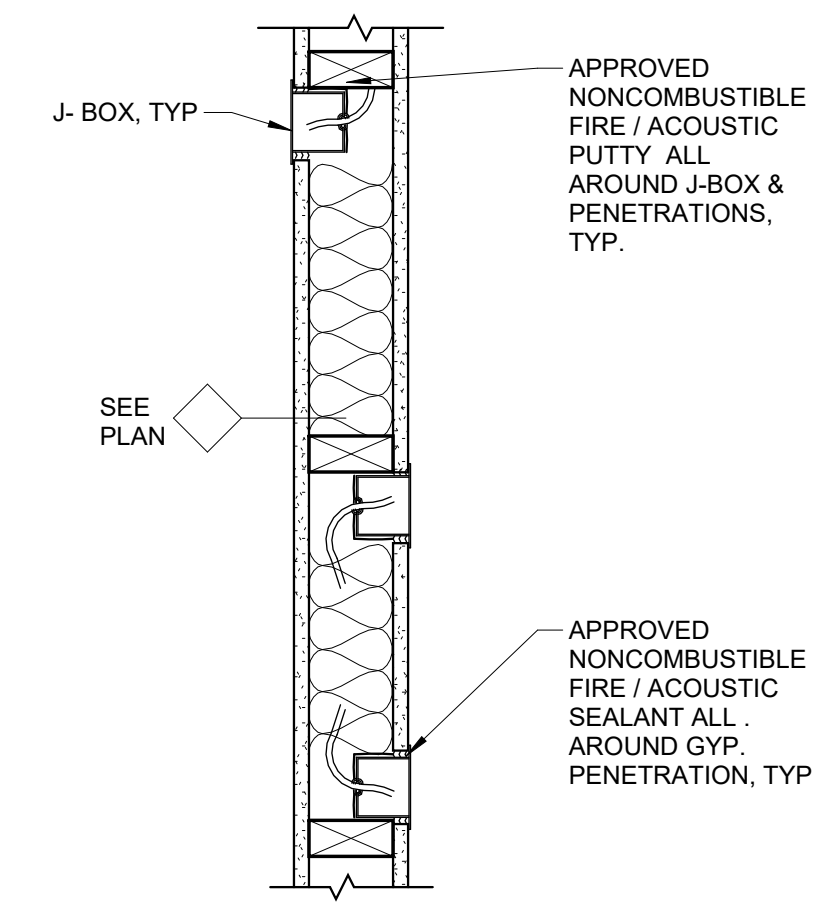 APPROVED
NONCOMBUSTIBLE
FIRE / ACOUSTIC
PUTTY ALL
AROUND J-BOX &
PENETRATIONS,
TYP.
J- BOX, TYP
SEE
PLAN
APPROVED
NONCOMBUSTIBLE
FIRE / ACOUSTIC
SEALANT ALL .
AROUND GYP.
PENETRATION, TYP